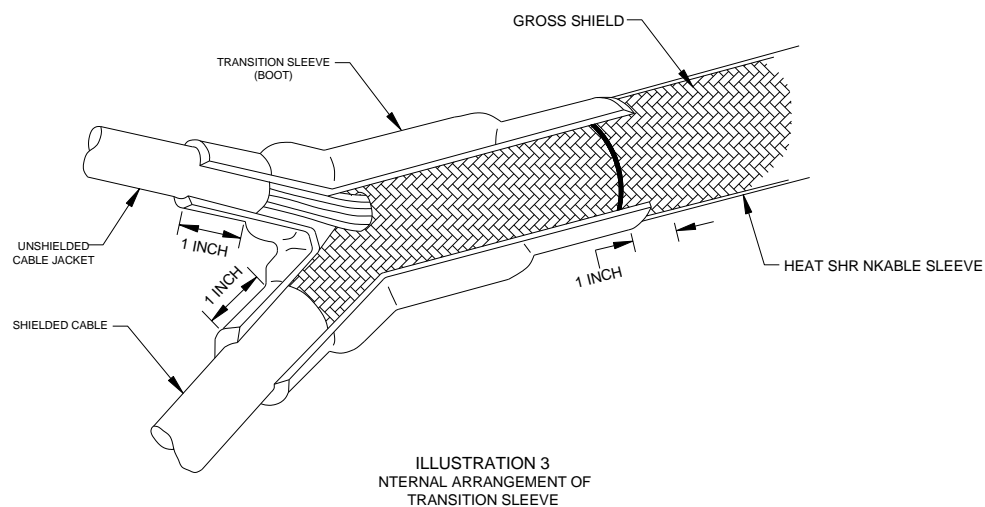 GROSS SHIELD
TRANSITION SLEEVE
(BOOT)
UNSHIELDED
CABLE JACKET
1 INCH
1 INCH
1 INCH
HEAT SHR NKABLE SLEEVE
SHIELDED CABLE
ILLUSTRATION 3
NTERNAL ARRANGEMENT OF
TRANSITION SLEEVE